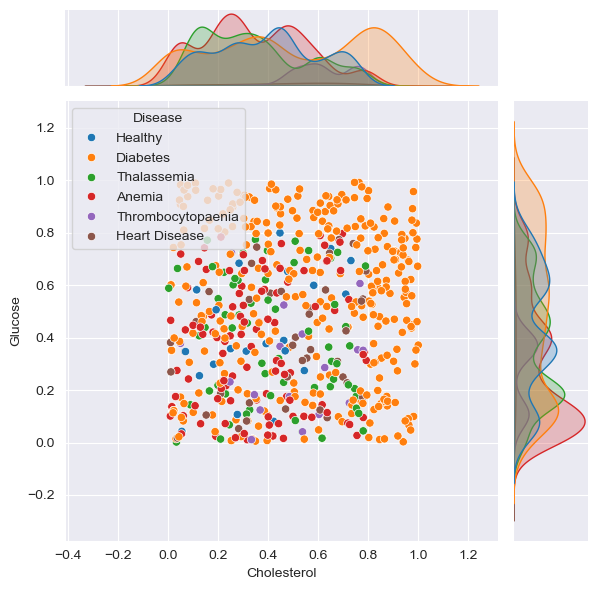 Disease
Healthy
Diabetes
Thalassemia
Anemia
Thrombocytopaenia
Heart Disease
1.2
1.0
0.8
0.6
0.4
0.2
0.0
−0.2
Glucose
−0.4 −0.2 0.0 0.2 0.4 0.6 0.8 1.0 1.2
Cholesterol